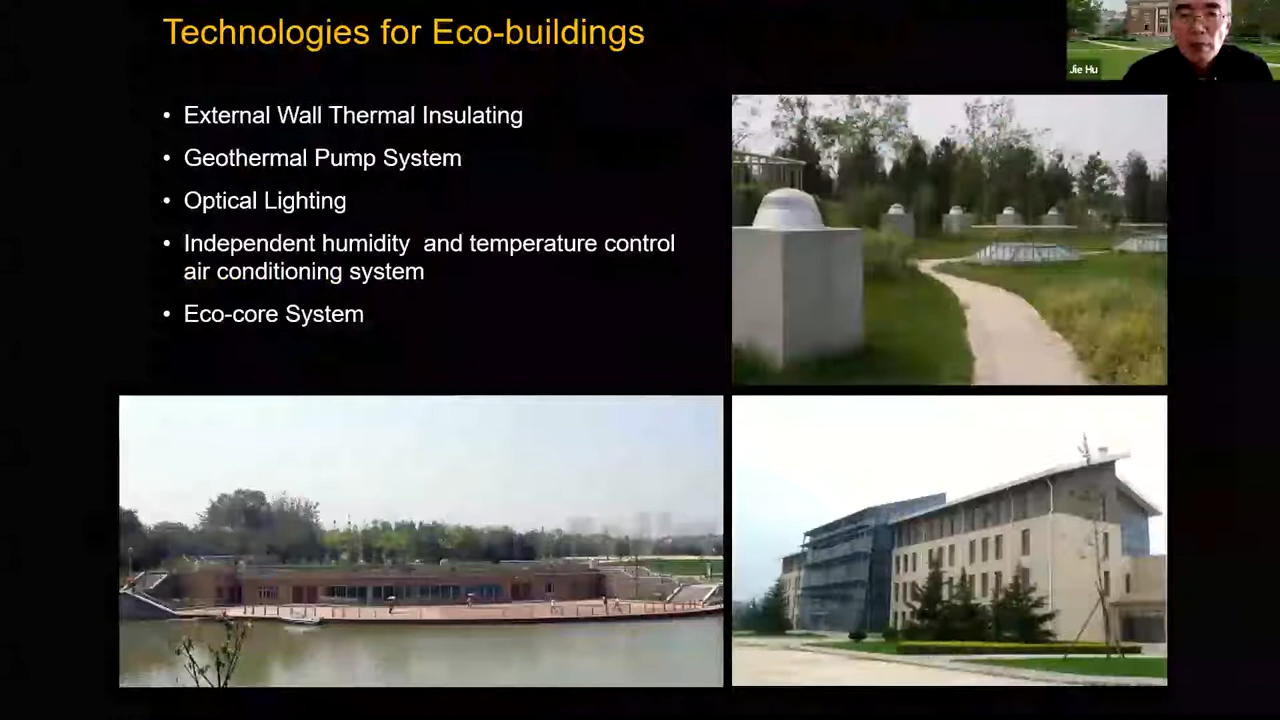 Technologies for Eco-buildings
Jie Hu
• External Wall Thermal Insulating
• Geothermal Pump System
• Optical Lighting
• Independent humidity  and temperature control
air conditioning system
• Eco-core System